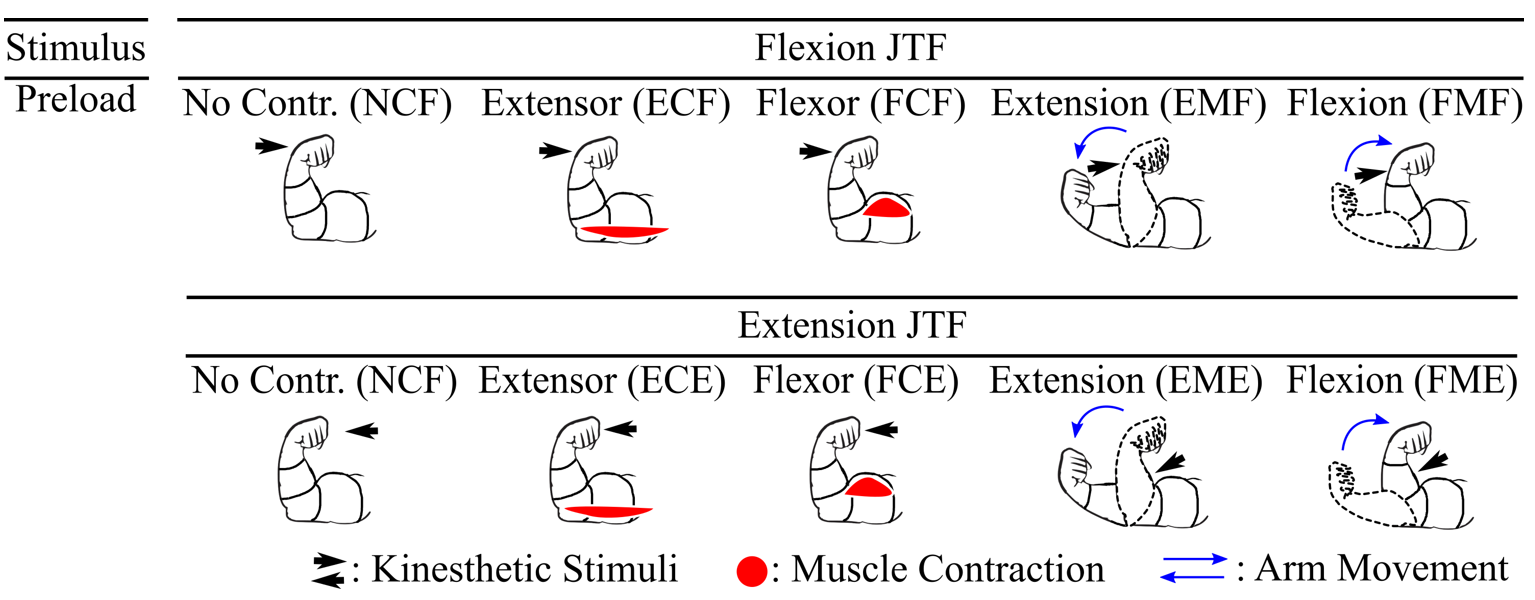 Stimulus Flexion JTF
Preload No Contr. (NCF) Extensor (ECF) Flexor (FCF) Extension (EMF) Flexion (FMF)
Extension JTF
No Contr. (NCF) Extensor (ECE) Flexor (FCE) Extension (EME) Flexion (FME)
: Kinesthetic Stimuli : Muscle Contraction : Arm Movement